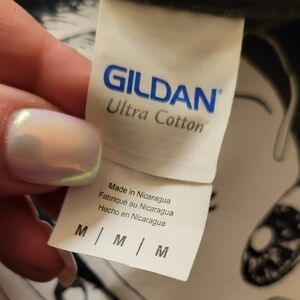 GILDAN
Ultra Cotton
Made in Nicaragua
Fabriqué au Nicaragua
Hecho en Nicaragua
M | M | M